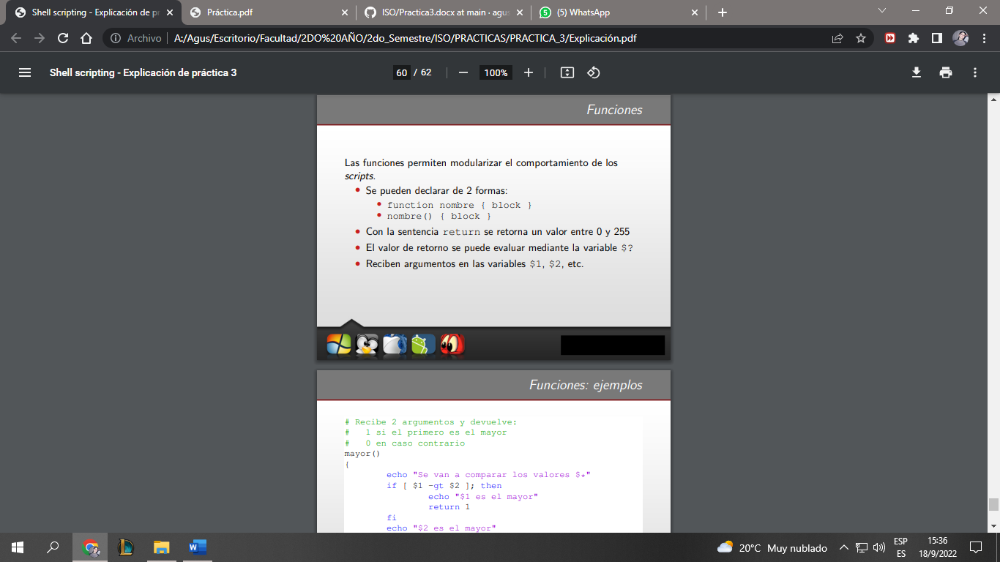 Shell scripting - Explicación de pr
Práctica.pdf
ISO/Practica3.docx at main · agus
(5) WhatsApp
Archivo
A:/Agus/Escritorio/Facultad/2DO%20AÑO/2do_Semestre/ISO/PRACTICAS/PRACTICA_3/Explicación.pdf
Shell scripting - Explicación de práctica 3
60 / 62
100%
Funciones
Las funciones permiten modularizar el comportamiento de los
scripts.
Se pueden declarar de 2 formas:
function nombre { block }
nombre() { block }
Con la sentencia return se retorna un valor entre 0 y 255
El valor de retorno se puede evaluar mediante la variable $?
Reciben argumentos en las variables $1, $2, etc.
Funciones: ejemplos
# Recibe 2 argumentos y devuelve:
# 1 si el primero es el mayor
# 0 en caso contrario
mayor()
{
echo "Se van a comparar los valores $*"
if [ $1 -gt $2 ]; then
echo "$1 es el mayor"
return 1
fi
echo "$2 es el mayor"
20°C Muy nublado
ESP
ES
15:36
18/9/2022